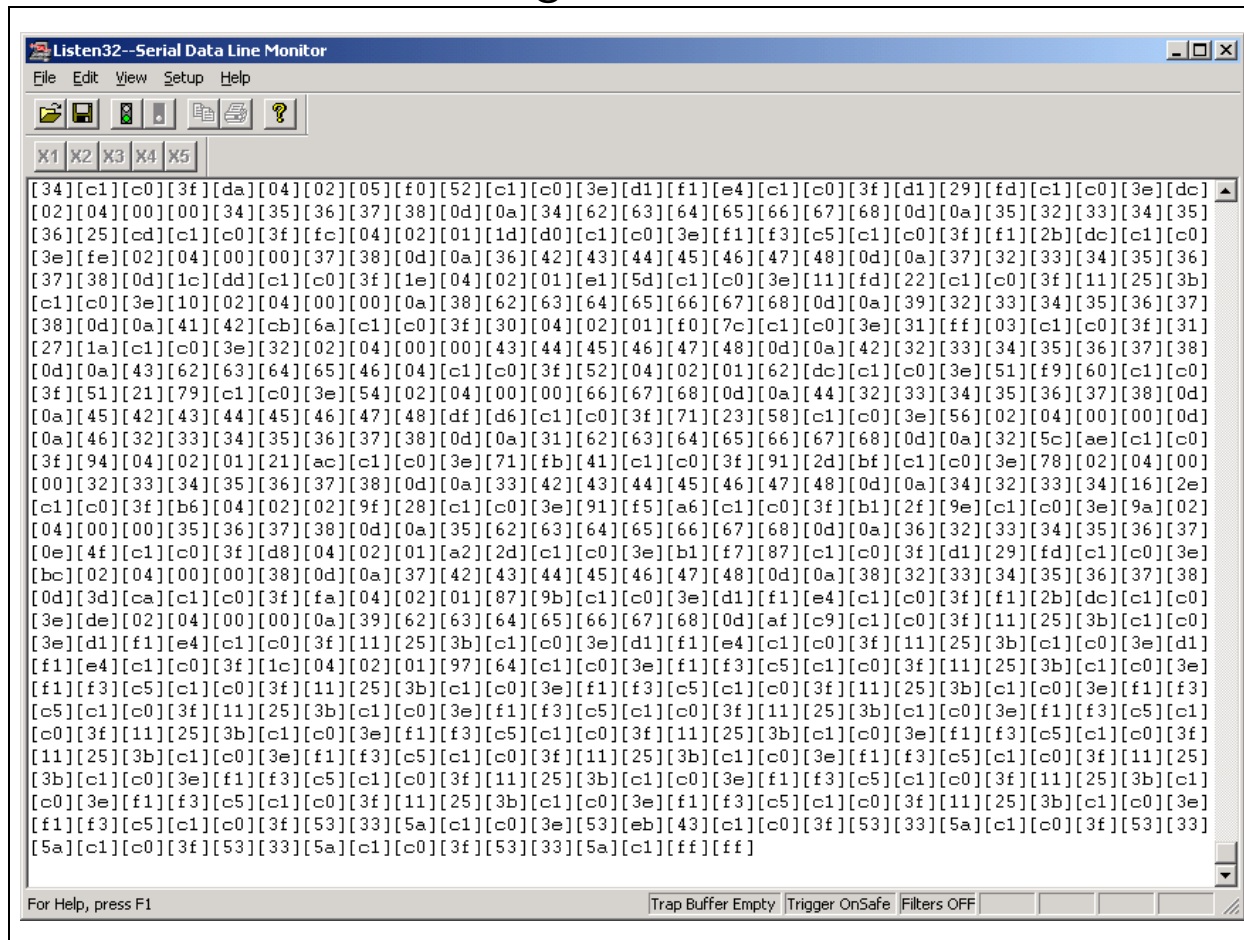 Listen32--Serial Data Line Monitor
File Edit View Setup Help
X1 X2 X3 X4 X5
[34][c1][c0][3f][da][04][02][05][f0][52][c1][c0][3e][d1][f1][e4][c1][c0][3f][d1][29][fd][c1][c0][3e][dc]
[02][04][00][00][34][35][36][37][38][0d][0a][34][62][63][64][65][66][67][68][0d][0a][35][32][33][34][35]
[36][25][cd][c1][c0][3f][fc][04][02][01][1d][d0][c1][c0][3e][f1][f3][c5][c1][c0][3f][f1][2b][dc][c1][c0]
[3e][fe][02][04][00][00][37][38][0d][0a][36][42][43][44][45][46][47][48][0d][0a][37][32][33][34][35][36]
[37][38][0d][1c][dd][c1][c0][3f][1e][04][02][01][e1][5d][c1][c0][3e][11][fd][22][c1][c0][3f][11][25][3b]
[c1][c0][3e][10][02][04][00][00][0a][38][62][63][64][65][66][67][68][0d][0a][39][32][33][34][35][36][37]
[38][0d][0a][41][42][cb][6a][c1][c0][3f][30][04][02][01][f0][7c][c1][c0][3e][31][ff][03][c1][c0][3f][31]
[27][1a][c1][c0][3e][32][02][04][00][00][43][44][45][46][47][48][0d][0a][42][32][33][34][35][36][37][38]
[0d][0a][43][62][63][64][65][46][04][c1][c0][3f][52][04][02][01][62][dc][c1][c0][3e][51][f9][60][c1][c0]
[3f][51][21][79][c1][c0][3e][54][02][04][00][00][66][67][68][0d][0a][44][32][33][34][35][36][37][38][0d]
[0a][45][42][43][44][45][46][47][48][df][d6][c1][c0][3f][71][23][58][c1][c0][3e][56][02][04][00][00][0d]
[0a][46][32][33][34][35][36][37][38][0d][0a][31][62][63][64][65][66][67][68][0d][0a][32][5c][ae][c1][c0]
[3f][94][04][02][01][21][ac][c1][c0][3e][71][fb][41][c1][c0][3f][91][2d][bf][c1][c0][3e][78][02][04][00]
[00][32][33][34][35][36][37][38][0d][0a][33][42][43][44][45][46][47][48][0d][0a][34][32][33][34][16][2e]
[c1][c0][3f][b6][04][02][02][9f][28][c1][c0][3e][91][f5][a6][c1][c0][3f][b1][2f][9e][c1][c0][3e][9a][02]
[04][00][00][35][36][37][38][0d][0a][35][62][63][64][65][66][67][68][0d][0a][36][32][33][34][35][36][37]
[0e][4f][c1][c0][3f][d8][04][02][01][a2][2d][c1][c0][3e][b1][f7][87][c1][c0][3f][d1][29][fd][c1][c0][3e]
[bc][02][04][00][00][38][0d][0a][37][42][43][44][45][46][47][48][0d][0a][38][32][33][34][35][36][37][38]
[0d][3d][ca][c1][c0][3f][fa][04][02][01][87][9b][c1][c0][3e][d1][f1][e4][c1][c0][3f][f1][2b][dc][c1][c0]
[3e][de][02][04][00][00][0a][39][62][63][64][65][66][67][68][0d][af][c9][c1][c0][3f][11][25][3b][c1][c0]
[3e][d1][f1][e4][c1][c0][3f][11][25][3b][c1][c0][3e][d1][f1][e4][c1][c0][3f][11][25][3b][c1][c0][3e][d1]
[f1][e4][c1][c0][3f][1c][04][02][01][97][64][c1][c0][3e][f1][f3][c5][c1][c0][3f][11][25][3b][c1][c0][3e]
[f1][f3][c5][c1][c0][3f][11][25][3b][c1][c0][3e][f1][f3][c5][c1][c0][3f][11][25][3b][c1][c0][3e][f1][f3]
[c5][c1][c0][3f][11][25][3b][c1][c0][3e][f1][f3][c5][c1][c0][3f][11][25][3b][c1][c0][3e][f1][f3][c5][c1]
[c0][3f][11][25][3b][c1][c0][3e][f1][f3][c5][c1][c0][3f][11][25][3b][c1][c0][3e][f1][f3][c5][c1][c0][3f]
[11][25][3b][c1][c0][3e][f1][f3][c5][c1][c0][3f][11][25][3b][c1][c0][3e][f1][f3][c5][c1][c0][3f][11][25]
[3b][c1][c0][3e][f1][f3][c5][c1][c0][3f][11][25][3b][c1][c0][3e][f1][f3][c5][c1][c0][3f][11][25][3b][c1]
[c0][3e][f1][f3][c5][c1][c0][3f][11][25][3b][c1][c0][3e][f1][f3][c5][c1][c0][3f][11][25][3b][c1][c0][3e]
[f1][f3][c5][c1][c0][3f][53][33][5a][c1][c0][3e][53][eb][43][c1][c0][3f][53][33][5a][c1][c0][3f][53][33]
[5a][c1][c0][3f][53][33][5a][c1][c0][3f][53][33][5a][c1][ff][ff]
For Help, press F1
Trap Buffer Empty Trigger OnSafe Filters OFF